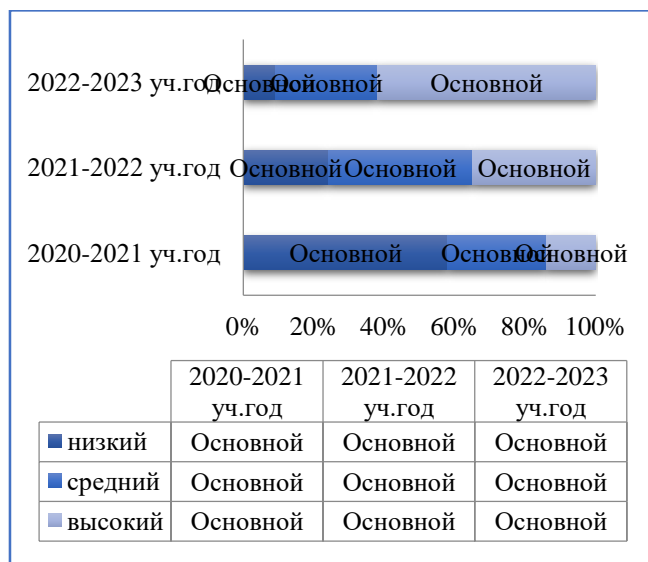 2022-2023 уч.год Основной Основной Основной
2021-2022 уч.год Основной Основной Основной
2020-2021 уч.год Основной Основной Основной
0% 20% 40% 60% 80% 100%
2020-2021 2021-2022 2022-2023
уч.год уч.год уч.год
низкий Основной Основной Основной
средний Основной Основной Основной
высокий Основной Основной Основной